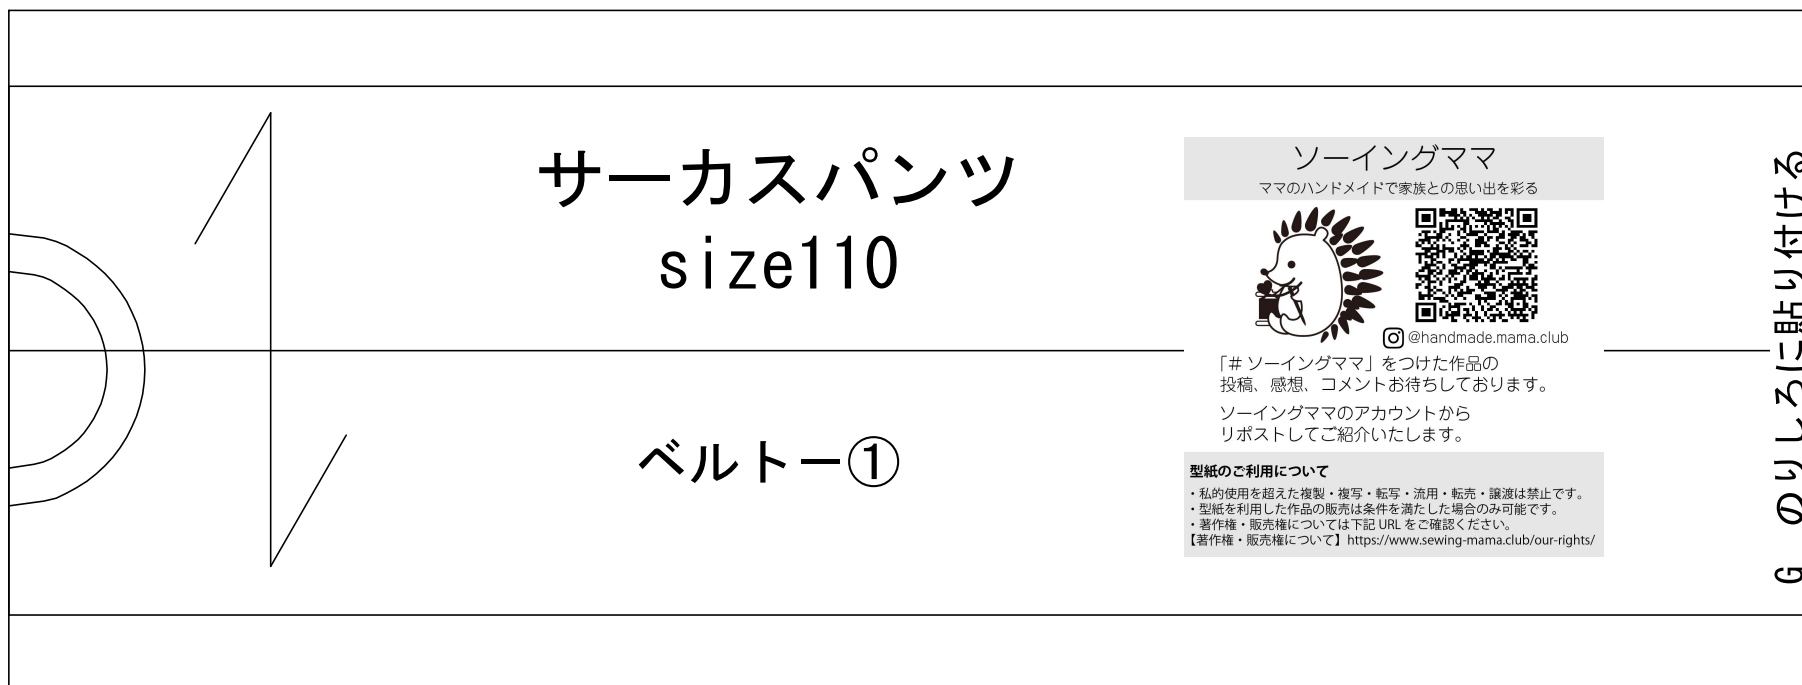 サーカスパンツ
size110
ベルトー①
ソーイングママ
ママのハンドメイドで家族との思い出を彩る
@handmade.mama.club
「# ソーイングママ」をつけた作品の
投稿、感想、コメントお待ちしております。
ソーイングママのアカウントから
リポストしてご紹介いたします。
型紙のご利用について
・私的使用を超えた複製・複写・転写・流用・転売・譲渡は禁止です。
・型紙を利用した作品の販売は条件を満たした場合のみ可能です。
・著作権・販売権については下記 URL をご確認ください。
【著作権・販売権について】https://www.sewing-mama.club/our-rights/
G のりしろに貼り付ける